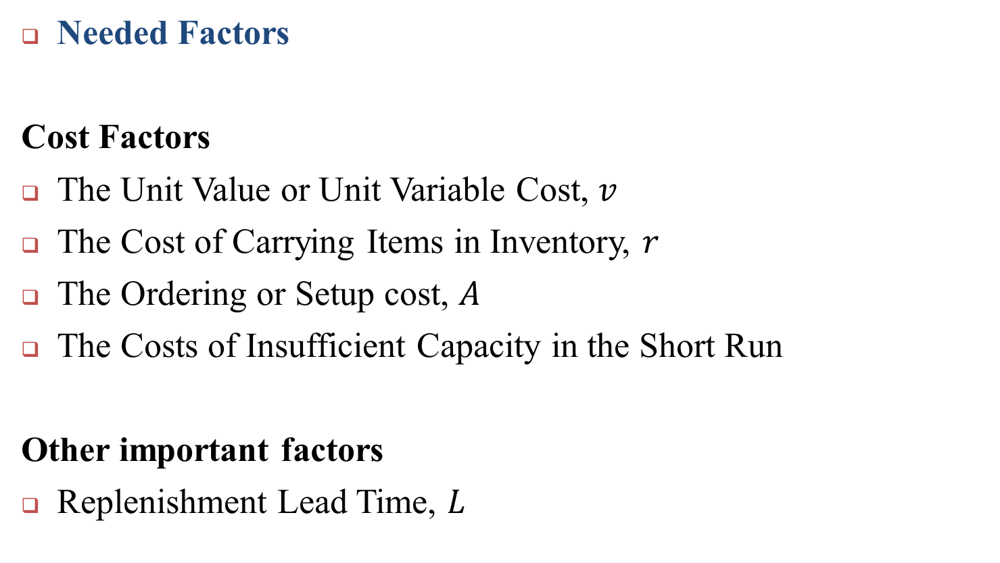 ❑ Needed Factors
Cost Factors
❑ The Unit Value or Unit Variable Cost, 𝑣
❑ The Cost of Carrying Items in Inventory, 𝑟
❑ The Ordering or Setup cost, 𝐴
❑ The Costs of Insufficient Capacity in the Short Run
Other important factors
❑ Replenishment Lead Time, 𝐿